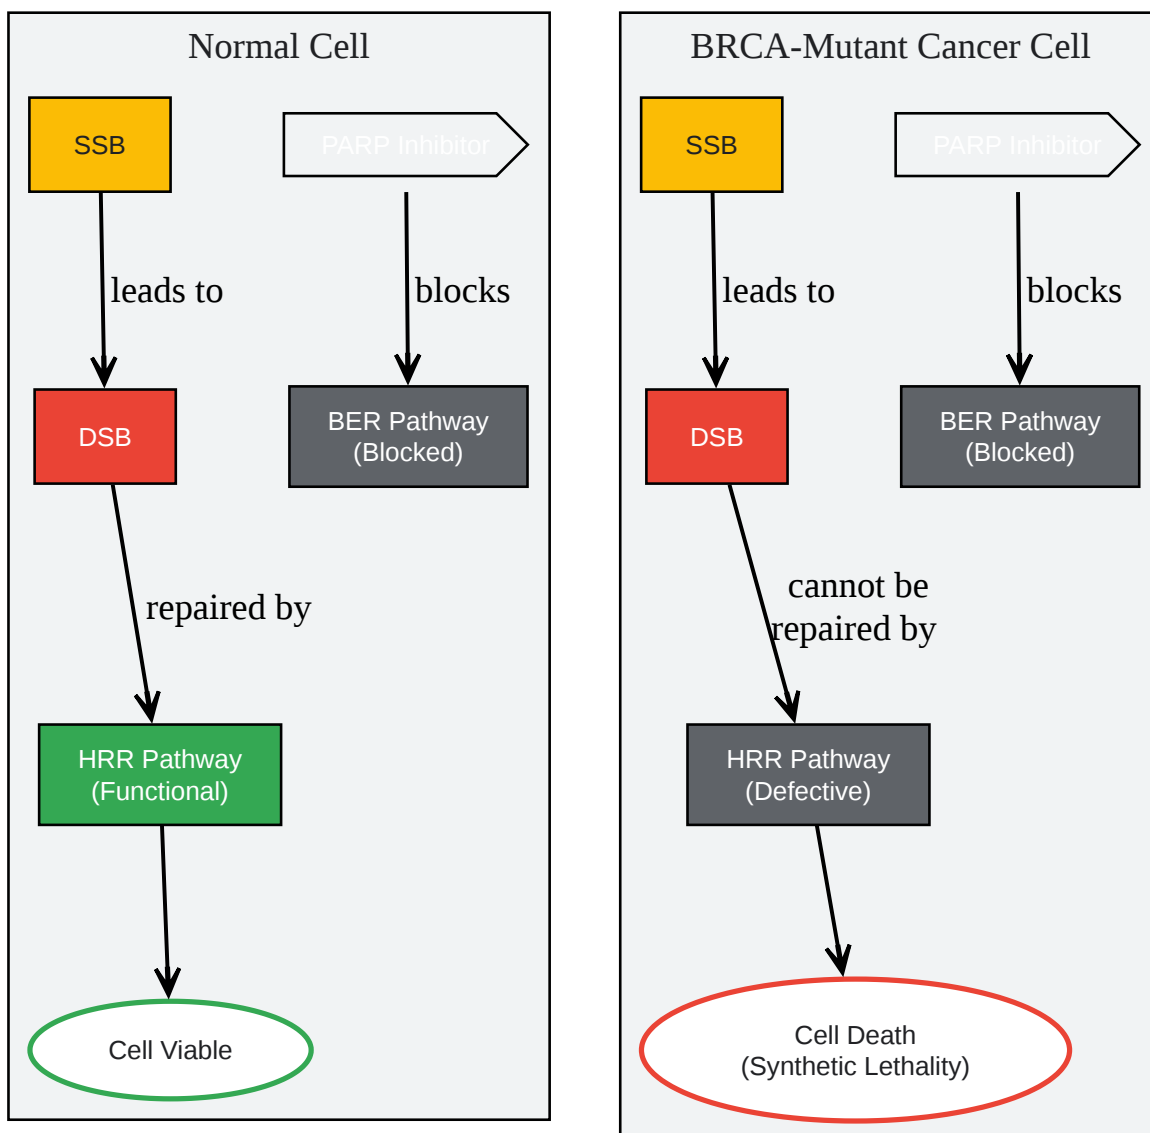 Normal Cell
SSB
PARP Inhibitor
leads to
blocks
DSB
BER Pathway
(Blocked)
repaired by
HRR Pathway
(Functional)
Cell Viable
BRCA-Mutant Cancer Cell
SSB
PARP Inhibitor
leads to
blocks
DSB
BER Pathway
(Blocked)
cannot be
repaired by
HRR Pathway
(Defective)
Cell Death
(Synthetic Lethality)